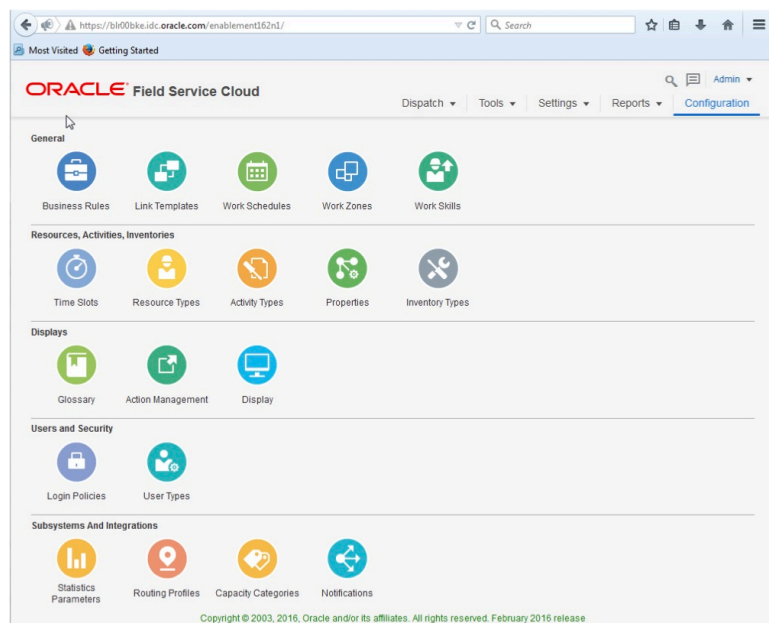 https://blr00bke.idc.oracle.com/enablement162n1/
Search
Most Visited Getting Started
ORACLE Field Service Cloud
Admin
Dispatch Tools Settings Reports Configuration
General
Business Rules Link Templates Work Schedules Work Zones Work Skills
Resources, Activities, Inventories
Time Slots Resource Types Activity Types Properties Inventory Types
Displays
Glossary Action Management Display
Users and Security
Login Policies User Types
Subsystems And Integrations
Statistics
Parameters Routing Profiles Capacity Categories Notifications
Copyright © 2003, 2016, Oracle and/or its affiliates. All rights reserved. February 2016 release